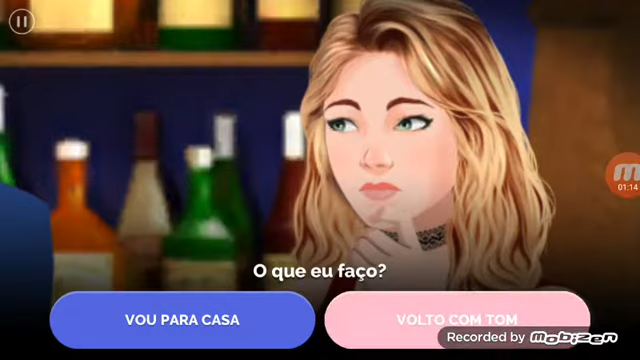 01:14
O que eu faço?
VOU PARA CASA
VOLTO COM TOM
Recorded by mobizen